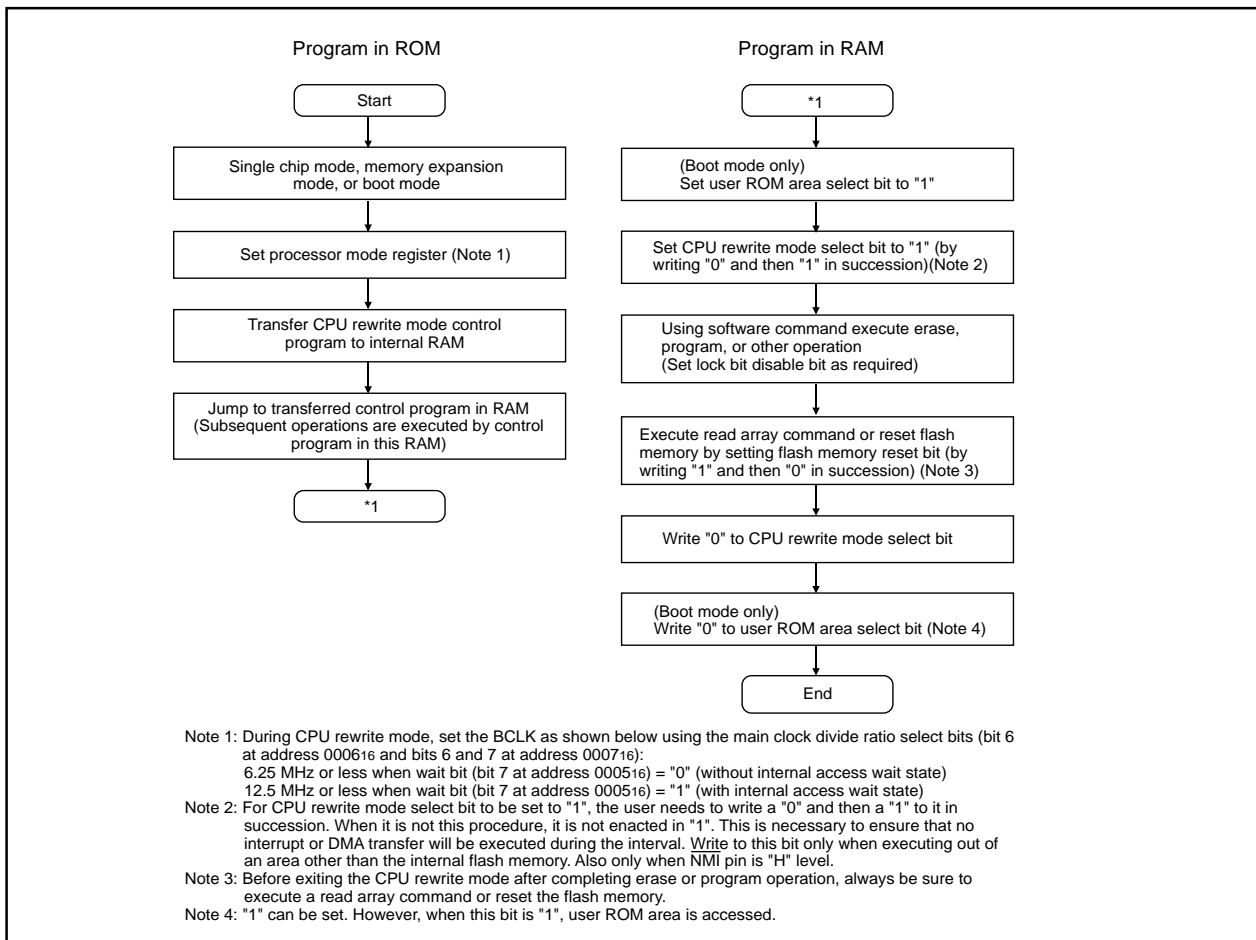 Program in ROM
Start
Single chip mode, memory expansion
mode, or boot mode
Set processor mode register (Note 1)
Transfer CPU rewrite mode control
program to internal RAM
Jump to transferred control program in RAM
(Subsequent operations are executed by control
program in this RAM)
*1
Program in RAM
*1
(Boot mode only)
Set user ROM area select bit to "1"
Set CPU rewrite mode select bit to "1" (by
writing "0" and then "1" in succession)(Note 2)
Using software command execute erase,
program, or other operation
(Set lock bit disable bit as required)
Execute read array command or reset flash
memory by setting flash memory reset bit (by
writing "1" and then "0" in succession) (Note 3)
Write "0" to CPU rewrite mode select bit
(Boot mode only)
Write "0" to user ROM area select bit (Note 4)
End
Note 1: During CPU rewrite mode, set the BCLK as shown below using the main clock divide ratio select bits (bit 6
at address 000616 and bits 6 and 7 at address 000716):
6.25 MHz or less when wait bit (bit 7 at address 000516) = "0" (without internal access wait state)
12.5 MHz or less when wait bit (bit 7 at address 000516) = "1" (with internal access wait state)
Note 2: For CPU rewrite mode select bit to be set to "1", the user needs to write a "0" and then a "1" to it in
succession. When it is not this procedure, it is not enacted in "1". This is necessary to ensure that no
interrupt or DMA transfer will be executed during the interval. Write to this bit only when executing out of
an area other than the internal flash memory. Also only when NMI pin is "H" level.
Note 3: Before exiting the CPU rewrite mode after completing erase or program operation, always be sure to
execute a read array command or reset the flash memory.
Note 4: "1" can be set. However, when this bit is "1", user ROM area is accessed.